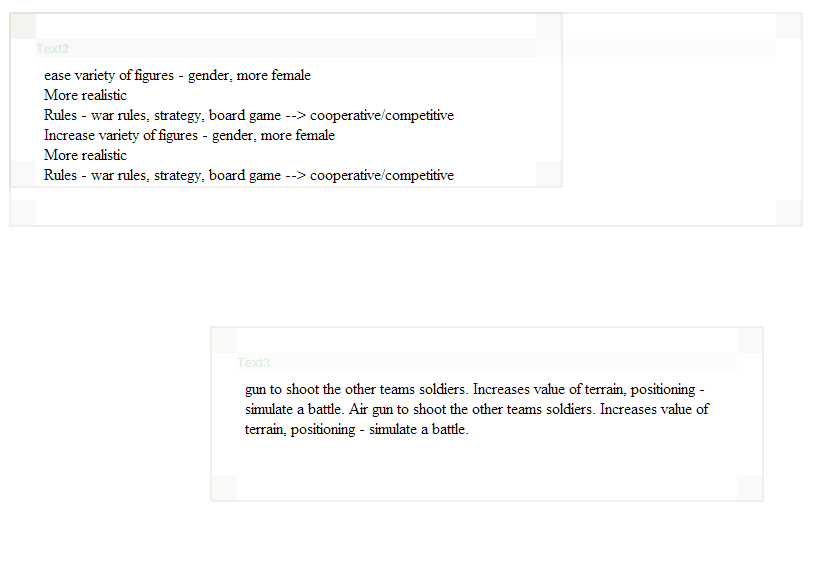 ease variety of figures - gender, more female
More realistic
Rules - war rules, strategy, board game --> cooperative/competitive
Increase variety of figures - gender, more female
More realistic
Rules - war rules, strategy, board game --> cooperative/competitive
Text3
gun to shoot the other teams soldiers. Increases value of terrain, positioning -
simulate a battle. Air gun to shoot the other teams soldiers. Increases value of
terrain, positioning - simulate a battle.